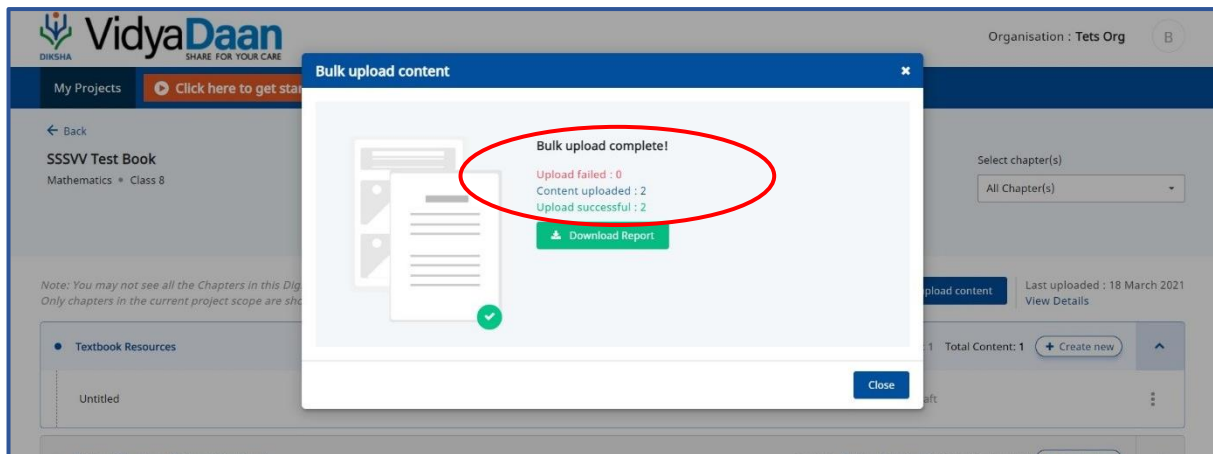 VidyaDaan
DIKSHA
SHARE FOR YOUR CARE
Organisation : Tets Org
B
My Projects
Click here to get star
Bulk upload content
← Back
SSSVV Test Book
Mathematics • Class 8
Bulk upload complete!
Upload failed : 0
Content uploaded : 2
Upload successful : 2
Download Report
Select chapter(s)
All Chapter(s)
Note: You may not see all the Chapters in this Dig
Only chapters in the current project scope are sho
pload content
Last uploaded : 18 March 2021
View Details
Textbook Resources
: 1 Total Content: 1
+ Create new
Untitled
aft
Close